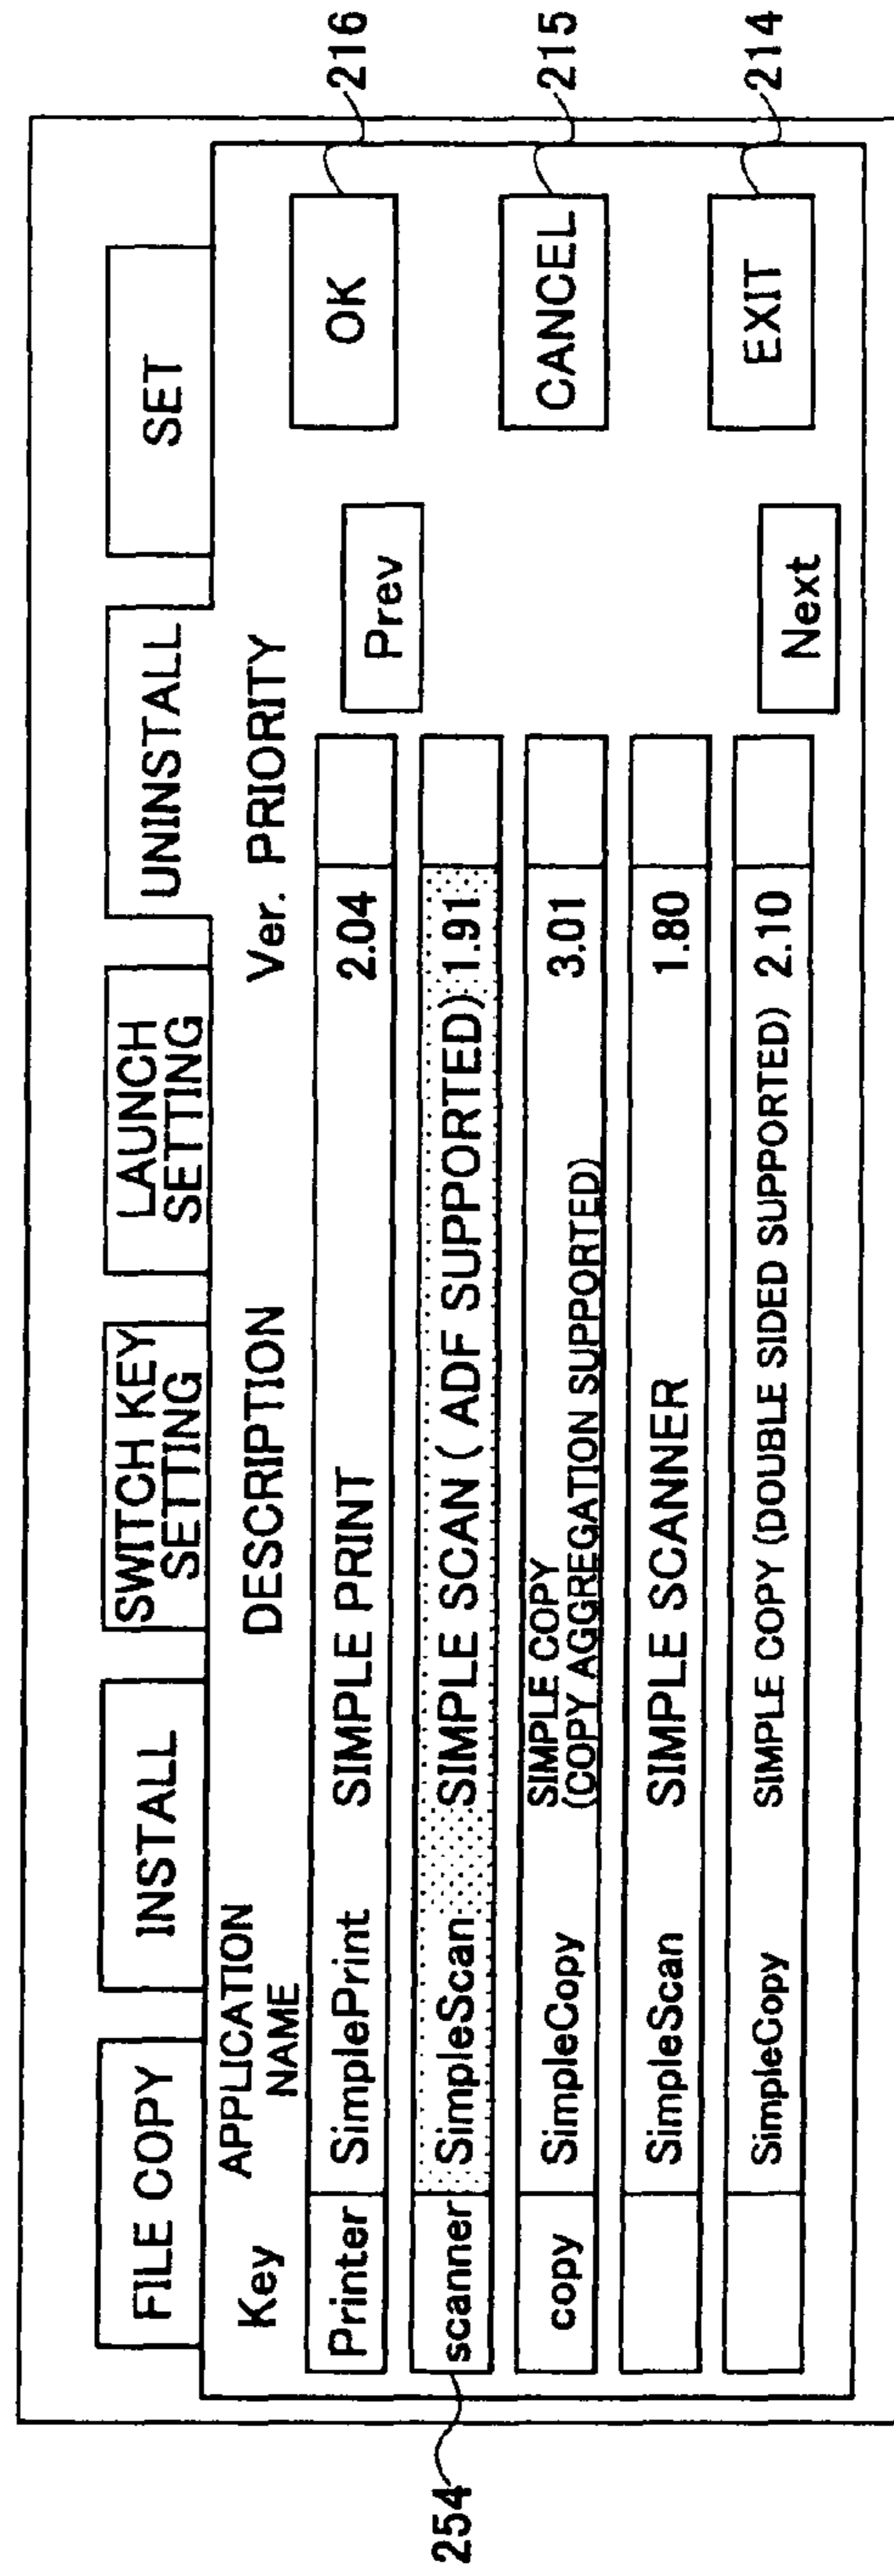 FILE COPY
INSTALL
SWITCH KEY
SETTING
LAUNCH
SETTING
UNINSTALL
SET
Key
APPLICATION
NAME
DESCRIPTION
Ver. PRIORITY
Printer SimplePrint SIMPLE PRINT 2.04
scanner SimpleScan SIMPLE SCAN ( ADF SUPPORTED) 1.91
copy SimpleCopy SIMPLE COPY
(COPY AGGREGATION SUPPORTED) 3.01
SimpleScan SIMPLE SCANNER 1.80
SimpleCopy SIMPLE COPY (DOUBLE SIDED SUPPORTED) 2.10
Prev
Next
OK
CANCEL
EXIT
216
215
214
254